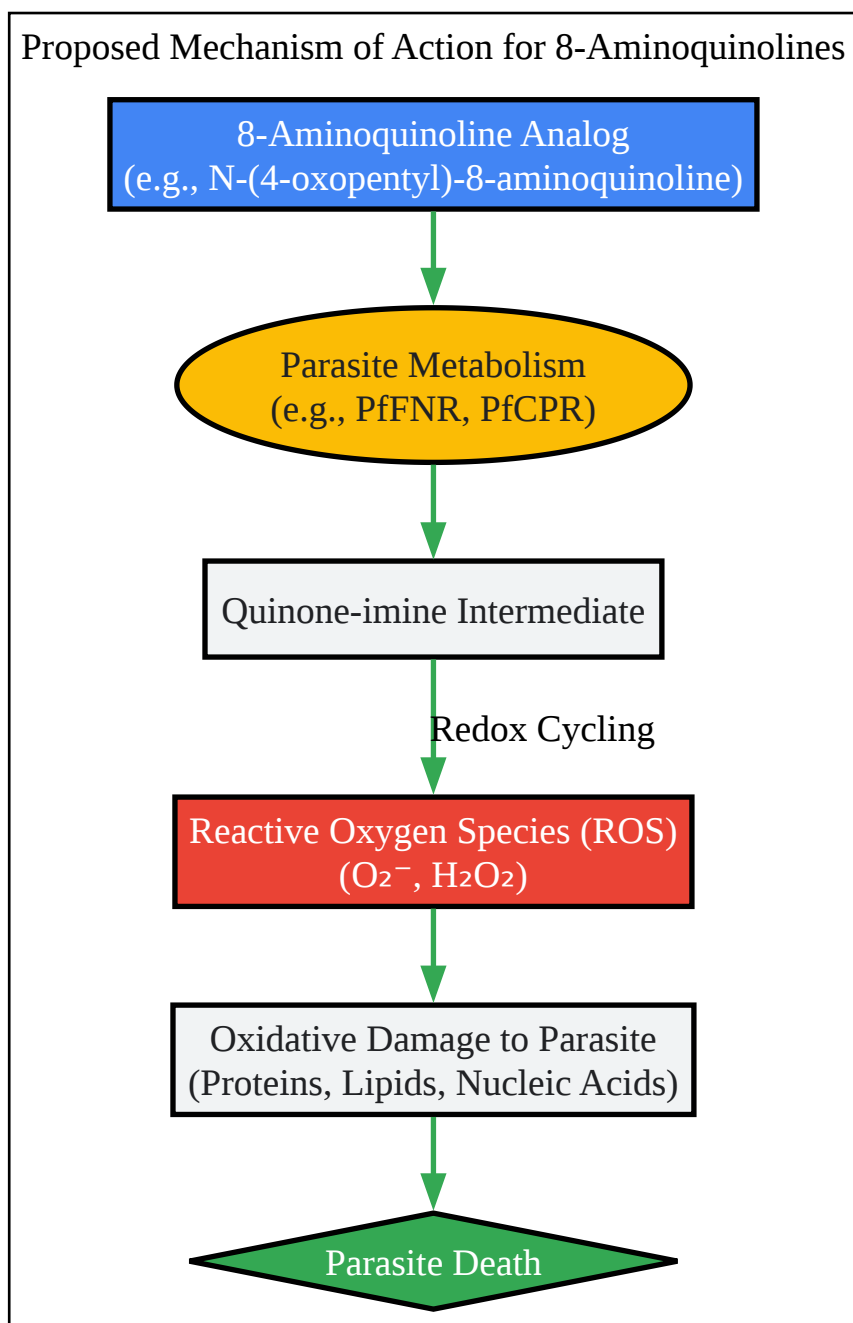 Proposed Mechanism of Action for 8-Aminoquinolines
8-Aminoquinoline Analog
(e.g., N-(4-oxopentyl)-8-aminoquinoline)
Parasite Metabolism
(e.g., PfFNR, PfCPR)
Quinone-imine Intermediate
Redox Cycling
Reactive Oxygen Species (ROS)
(O₂⁻, H₂O₂)
Oxidative Damage to Parasite
(Proteins, Lipids, Nucleic Acids)
Parasite Death